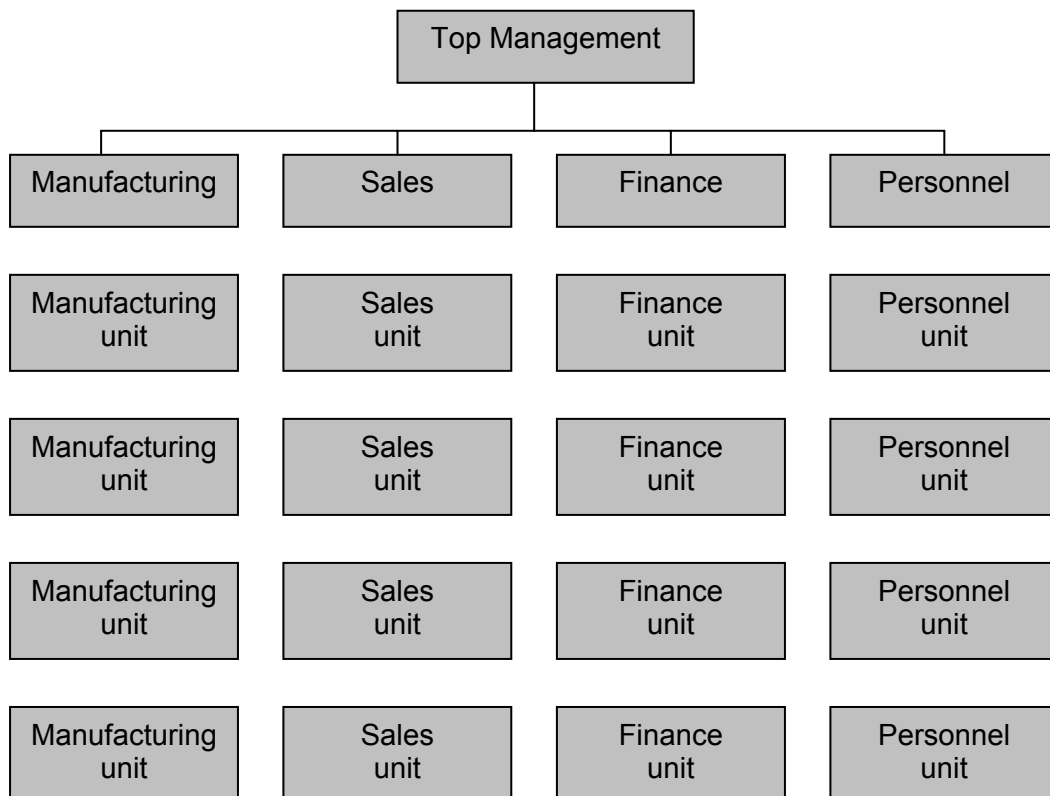 Top Management
Manufacturing
Sales
Finance
Personnel
Manufacturing
unit
Sales
unit
Finance
unit
Personnel
unit
Manufacturing
unit
Sales
unit
Finance
unit
Personnel
unit
Manufacturing
unit
Sales
unit
Finance
unit
Personnel
unit
Manufacturing
unit
Sales
unit
Finance
unit
Personnel
unit